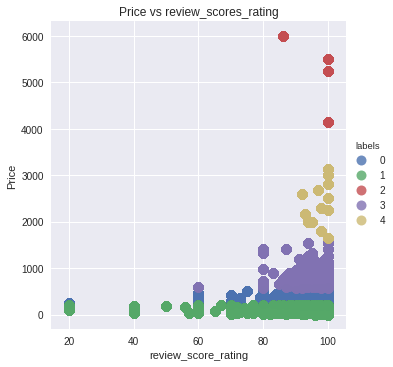 Price vs review_scores_rating
6000
5000
4000
3000
2000
1000
0
Price
20 40 60 80 100
review_score_rating
labels
0
1
2
3
4